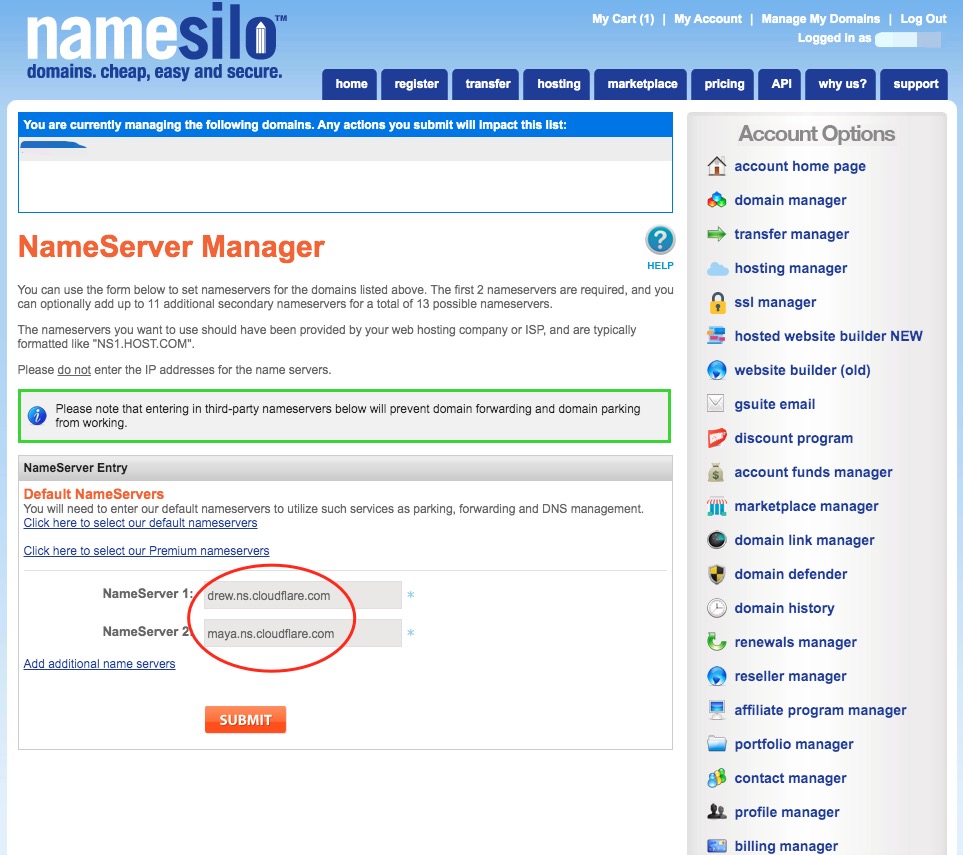 namesilo™
domains. cheap, easy and secure.
My Cart (1) | My Account | Manage My Domains | Log Out
Logged in as
home register transfer hosting marketplace pricing API why us? support
You are currently managing the following domains. Any actions you submit will impact this list:
NameServer Manager
HELP
You can use the form below to set nameservers for the domains listed above. The first 2 nameservers are required, and you
can optionally add up to 11 additional secondary nameservers for a total of 13 possible nameservers.
The nameservers you want to use should have been provided by your web hosting company or ISP, and are typically
formatted like "NS1.HOST.COM".
Please do not enter the IP addresses for the name servers.
Please note that entering in third-party nameservers below will prevent domain forwarding and domain parking
from working.
NameServer Entry
Default NameServers
You will need to enter our default nameservers to utilize such services as parking, forwarding and DNS management.
Click here to select our default nameservers
Click here to select our Premium nameservers
NameServer 1: drew.ns.cloudflare.com *
NameServer 2: maya.ns.cloudflare.com *
Add additional name servers
SUBMIT
Account Options
account home page
domain manager
transfer manager
hosting manager
ssl manager
hosted website builder NEW
website builder (old)
gsuite email
discount program
account funds manager
marketplace manager
domain link manager
domain defender
domain history
renewals manager
reseller manager
affiliate program manager
portfolio manager
contact manager
profile manager
billing manager